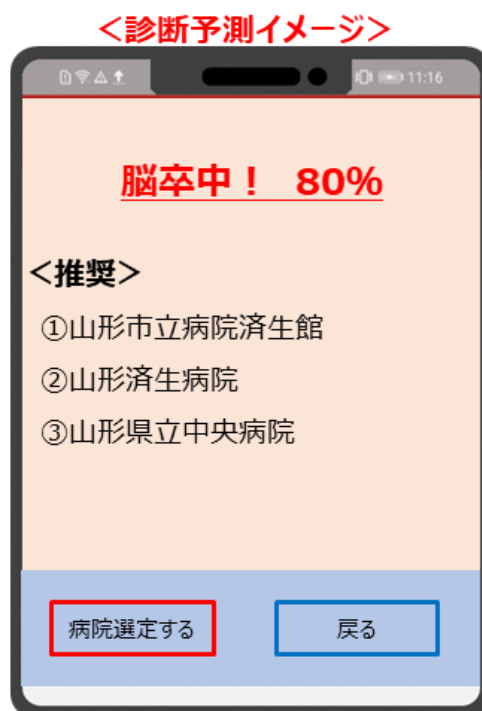 <診断予測イメージ>
11:16
脳卒中！ 80%
<推奨>
①山形市立病院済生館
②山形済生病院
③山形県立中央病院
病院選定する
戻る